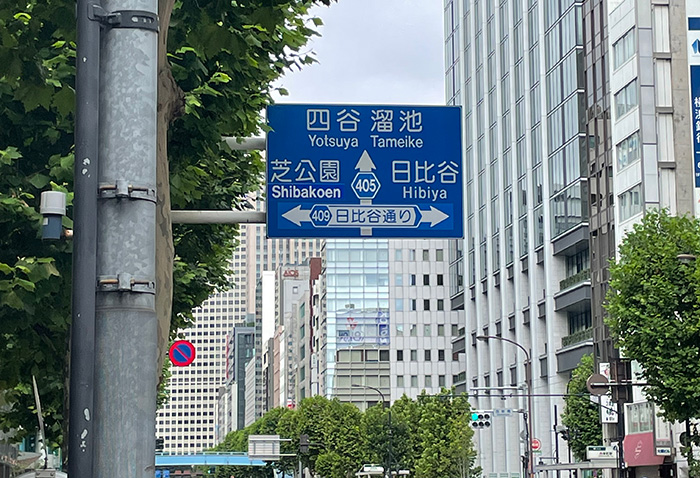 四谷 溜池
Yotsuya Tameike
芝公園 日比谷
Shibakoen 405 Hibiya
409 日比谷通り